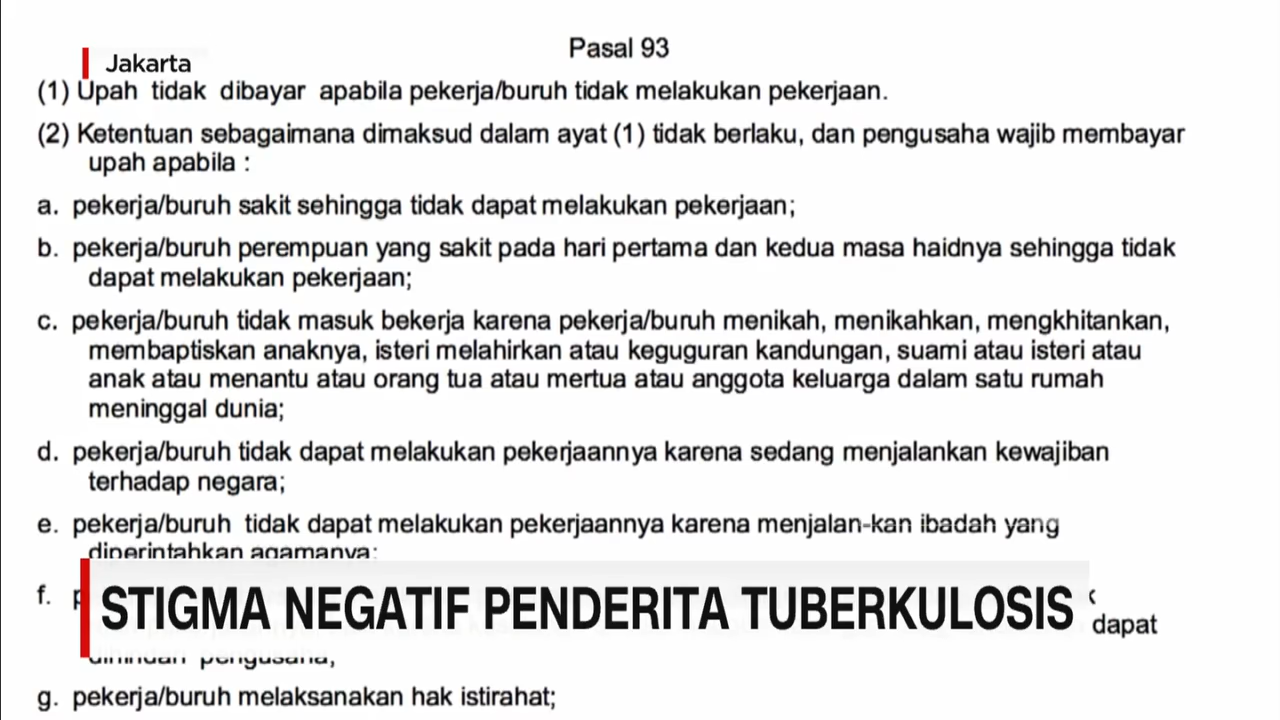 Jakarta
Pasal 93
(1) Upah tidak dibayar apabila pekerja/buruh tidak melakukan pekerjaan.
(2) Ketentuan sebagaimana dimaksud dalam ayat (1) tidak berlaku, dan pengusaha wajib membayar
upah apabila :
a. pekerja/buruh sakit sehingga tidak dapat melakukan pekerjaan;
b. pekerja/buruh perempuan yang sakit pada hari pertama dan kedua masa haidnya sehingga tidak
dapat melakukan pekerjaan;
c. pekerja/buruh tidak masuk bekerja karena pekerja/buruh menikah, menikahkan, mengkhitankan,
membaptiskan anaknya, isteri melahirkan atau keguguran kandungan, suami atau isteri atau
anak atau menantu atau orang tua atau mertua atau anggota keluarga dalam satu rumah
meninggal dunia;
d. pekerja/buruh tidak dapat melakukan pekerjaannya karena sedang menjalankan kewajiban
terhadap negara;
e. pekerja/buruh tidak dapat melakukan pekerjaannya karena menjalan-kan ibadah yang
diperintahkan agamanya;
f.
STIGMA NEGATIF PENDERITA TUBERKULOSIS
dapat
g. pekerja/buruh melaksanakan hak istirahat;